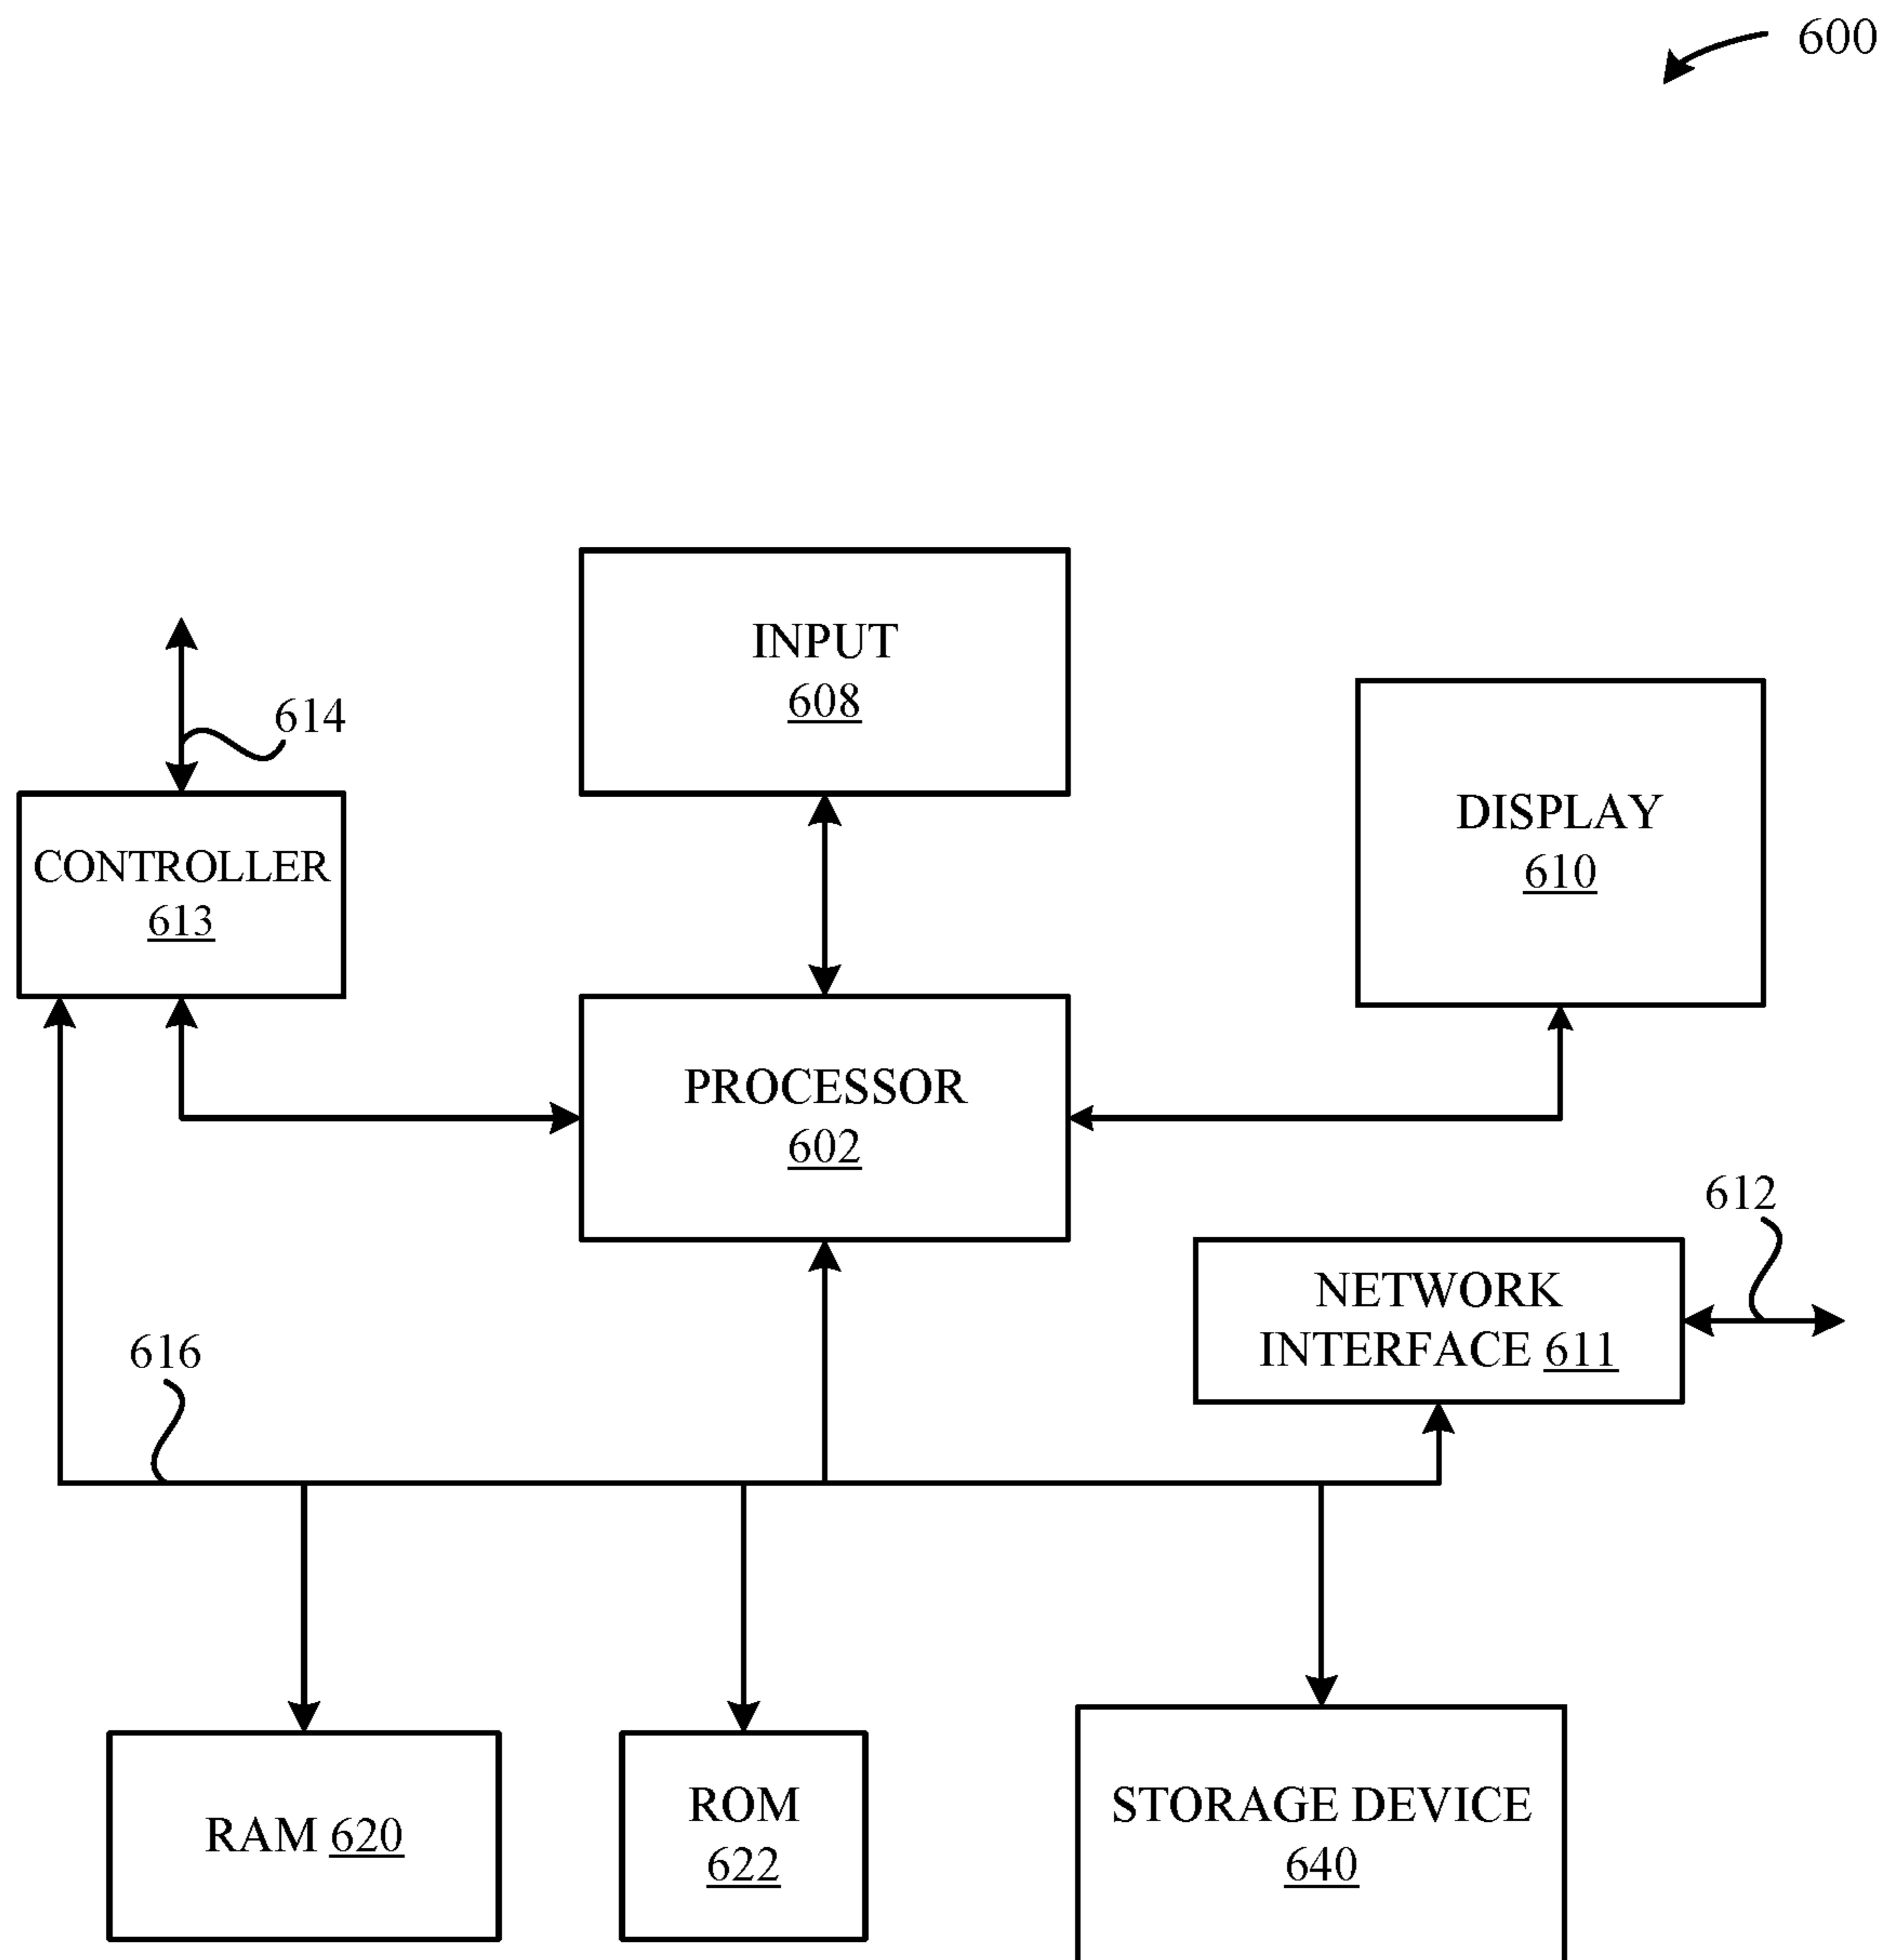 600
INPUT
608
614
DISPLAY
610
CONTROLLER
613
PROCESSOR
602
612
NETWORK
INTERFACE 611
616
RAM 620
ROM
622
STORAGE DEVICE
640